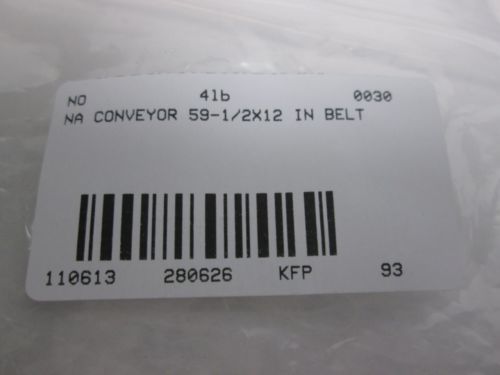 NO 4lb 0030
NA CONVEYOR 59-1/2X12 IN BELT
110613 280626 KFP 93